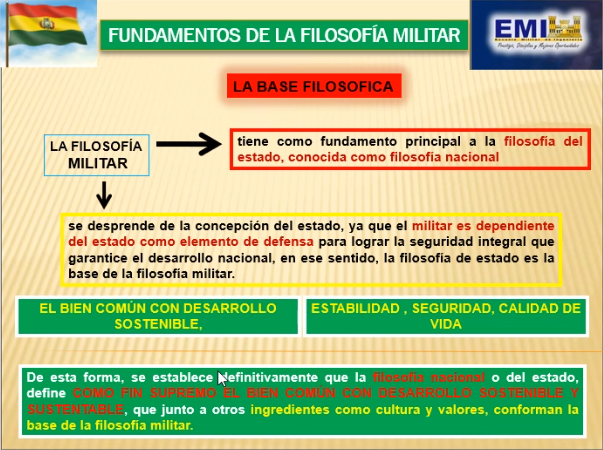 FUNDAMENTOS DE LA FILOSOFÍA MILITAR
EMI
Escuela Militar de Ingeniería
Prestigio, Disciplina y Mejores Oportunidades
LA BASE FILOSOFICA
LA FILOSOFÍA
MILITAR
tiene como fundamento principal a la filosofía del
estado, conocida como filosofía nacional
se desprende de la concepción del estado, ya que el militar es dependiente
del estado como elemento de defensa para lograr la seguridad integral que
garantice el desarrollo nacional, en ese sentido, la filosofía de estado es la
base de la filosofía militar.
EL BIEN COMÚN CON DESARROLLO
SOSTENIBLE,
ESTABILIDAD , SEGURIDAD, CALIDAD DE
VIDA
De esta forma, se establece definitivamente que la filosofía nacional o del estado,
define COMO FIN SUPREMO EL BIEN COMÚN CON DESARROLLO SOSTENIBLE Y
SUSTENTABLE, que junto a otros ingredientes como cultura y valores, conforman la
base de la filosofía militar.